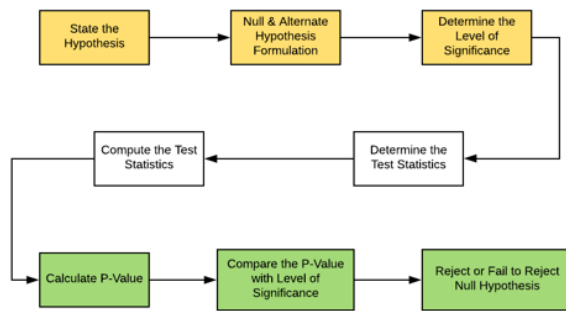 State the
Hypothesis
Null & Alternate
Hypothesis
Formulation
Determine the
Level of
Significance
Determine the
Test Statistics
Compute the Test
Statistics
Calculate P-Value
Compare the P-Value
with Level of
Significance
Reject or Fail to Reject
Null Hypothesis